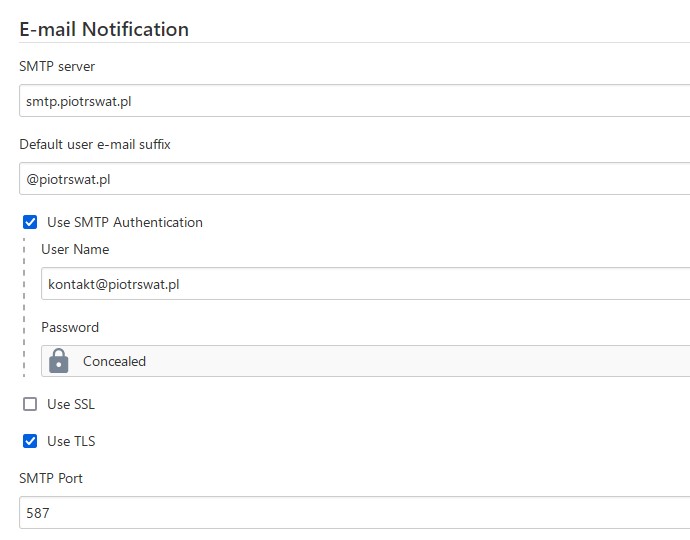 E-mail Notification
SMTP server
smtp.piotrswat.pl
Default user e-mail suffix
@piotrswat.pl
Use SMTP Authentication
User Name
kontakt@piotrswat.pl
Password
Concealed
Use SSL
Use TLS
SMTP Port
587